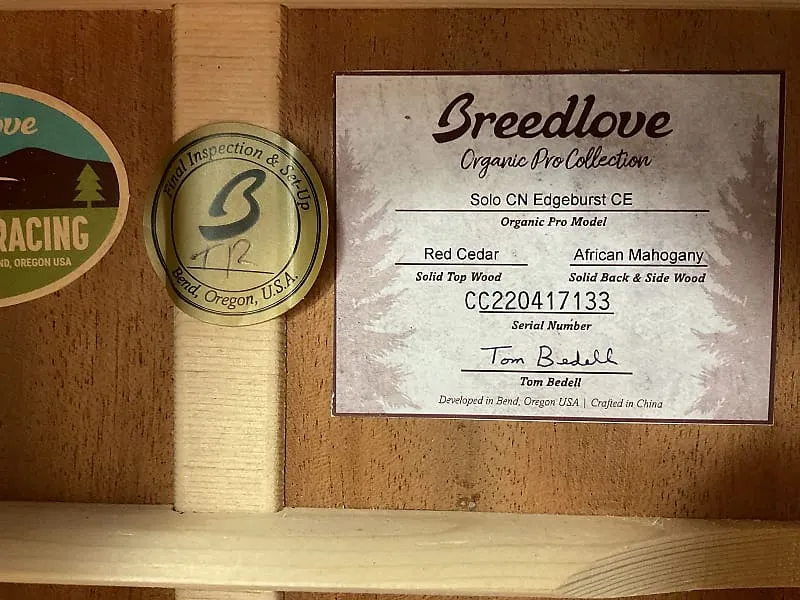 ove
RACING
ND, OREGON USA
Final Inspection & Set-Up
B
TR
Bend, Oregon, U.S.A.
Breedlove
Organic Pro Collection
Solo CN Edgeburst CE
Organic Pro Model
Red Cedar African Mahogany
Solid Top Wood Solid Back & Side Wood
CC220417133
Serial Number
Tom Bedell
Tom Bedell
Developed in Bend, Oregon USA | Crafted in China